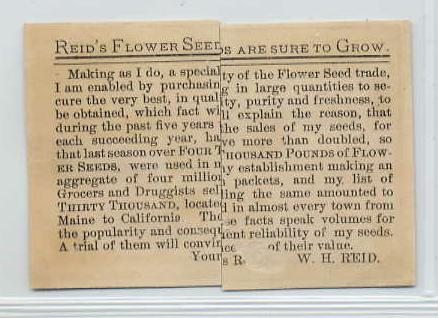 REID'S FLOWER SEEDS ARE SURE TO GROW.
Making as I do, a specialty of the Flower Seed trade,
I am enabled by purchasing in large quantities to se-
cure the very best, in quality, purity and freshness, to
be obtained, which fact will explain the reason, that
during the past five years the sales of my seeds, for
each succeeding year, have more than doubled, so
that last season over FOUR THOUSAND POUNDS of FLOW-
ER SEEDS, were used in my establishment making an
aggregate of four million packets, and my list of
Grocers and Druggists selling the same amounted to
THIRTY THOUSAND, located in almost every town from
Maine to California. These facts speak volumes for
the popularity and consequent reliability of my seeds.
A trial of them will convince of their value.
Yours R W. H. REID.